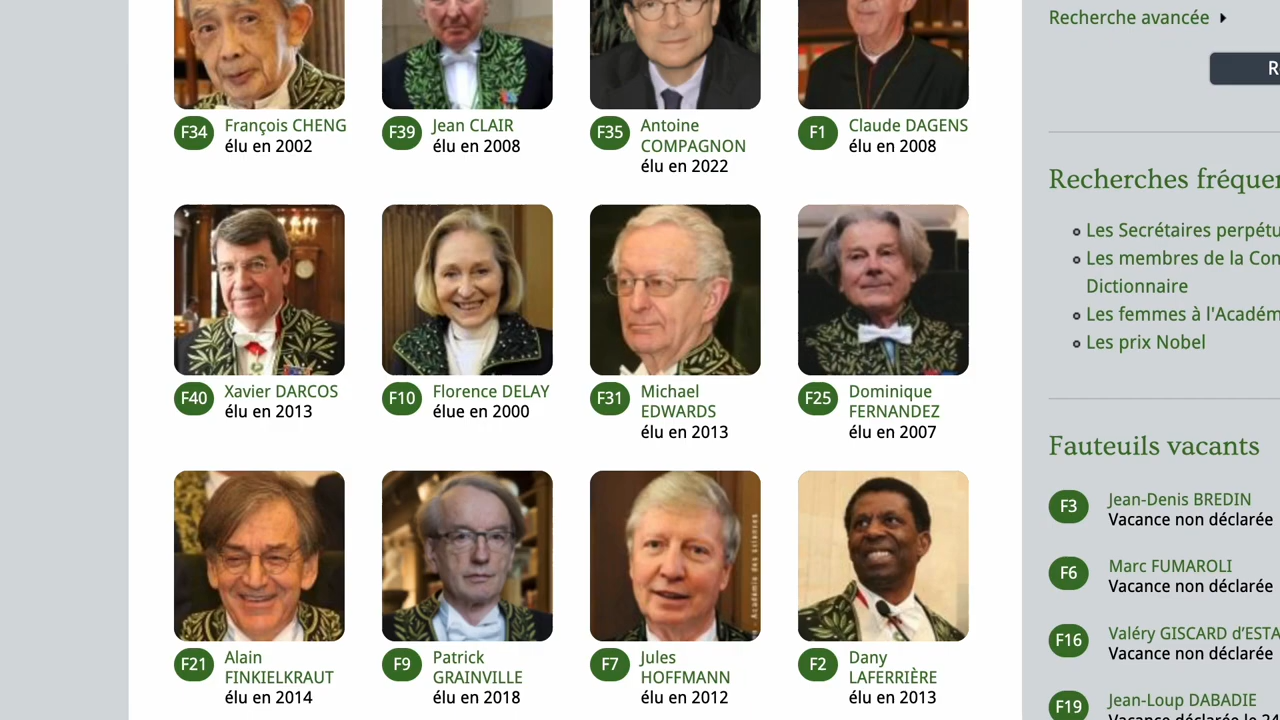 F34
François CHENG
élu en 2002
F39
Jean CLAIR
élu en 2008
F35
Antoine
COMPAGNON
élu en 2022
F1
Claude DAGENS
élu en 2008
F40
Xavier DARCOS
élu en 2013
F10
Florence DELAY
élue en 2000
F31
Michael
EDWARDS
élu en 2013
F25
Dominique
FERNANDEZ
élu en 2007
Académie des sciences
F21
Alain
FINKIELKRAUT
élu en 2014
F9
Patrick
GRAINVILLE
élu en 2018
F7
Jules
HOFFMANN
élu en 2012
F2
Dany
LAFERRIÈRE
élu en 2013
Recherche avancée
R
Recherches fréquen
Les Secrétaires perpétu
Les membres de la Con
Dictionnaire
Les femmes à l'Académ
Les prix Nobel
Fauteuils vacants
F3
Jean-Denis BREDIN
Vacance non déclarée
F6
Marc FUMAROLI
Vacance non déclarée
F16
Valéry GISCARD d’ESTA
Vacance non déclarée
F19
Jean-Loup DABADIE